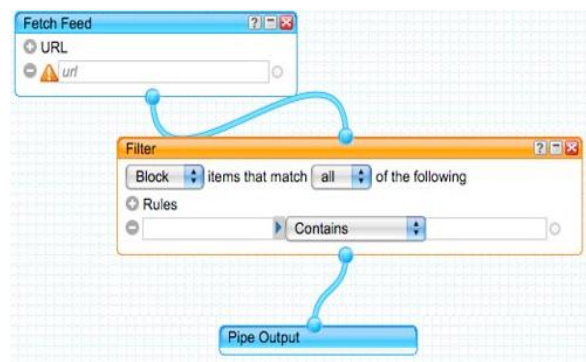 Fetch Feed
URL
url
Filter
Block items that match all of the following
Rules
Contains
Pipe Output